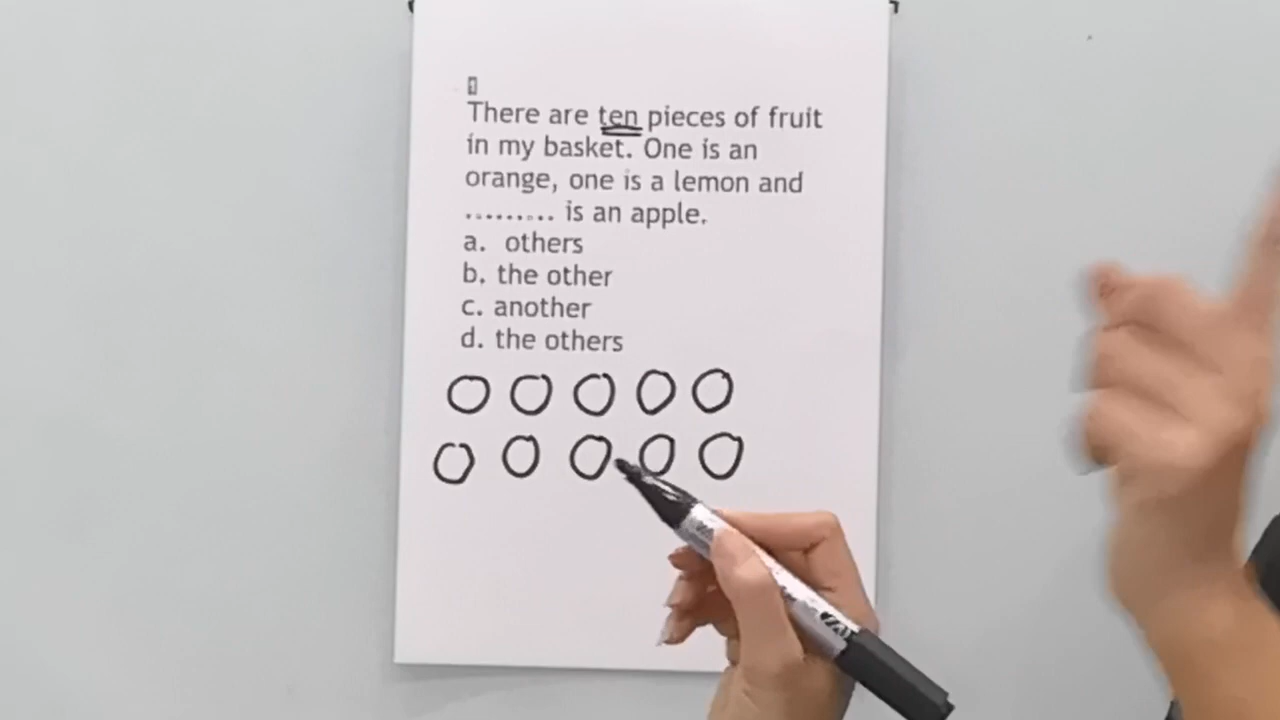 1
There are ten pieces of fruit
in my basket. One is an
orange, one is a lemon and
......... is an apple.
a. others
b. the other
c. another
d. the others